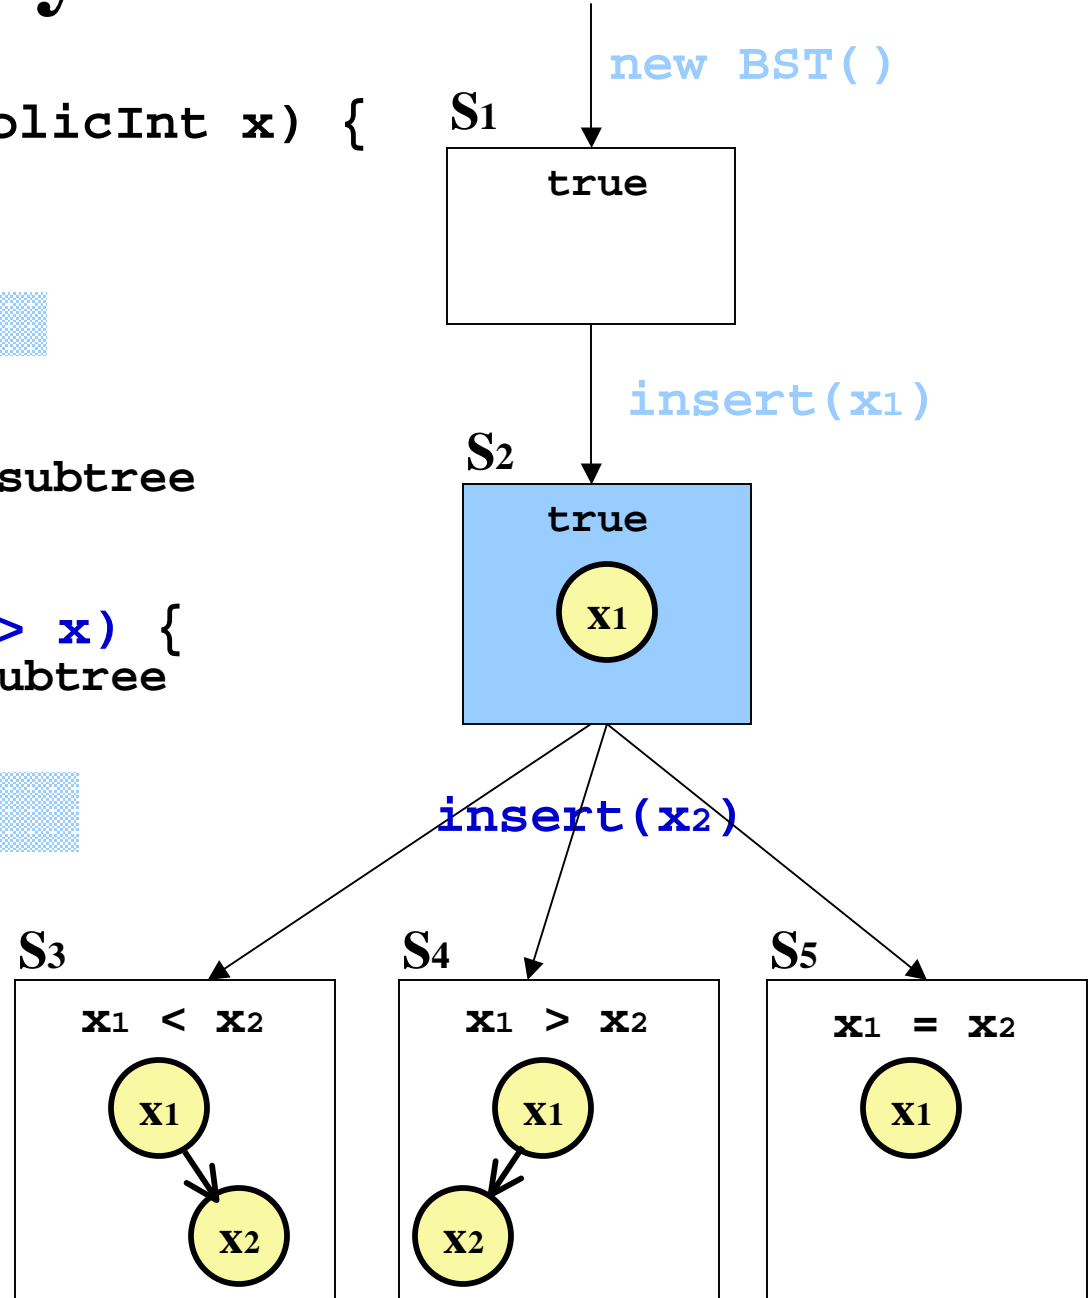 new BST()
olicInt x) {
S1
true
insert(x1)
S2
subtree
true
> x) {
x1
ubtree
insert(x2)
S3
S4
S5
x1 < x2
x1 > x2
x1 = x2
x1
x1
x1
x2
x2